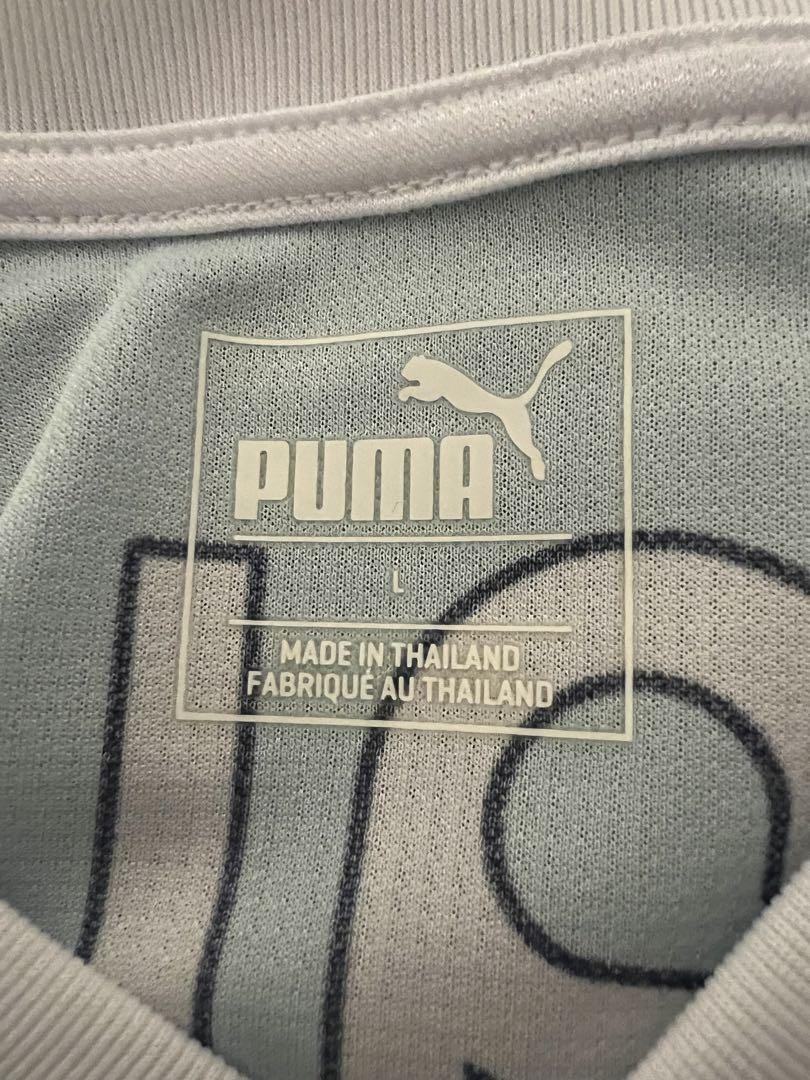 PUMA
L
MADE IN THAILAND
FABRIQUÉ AU THAILAND